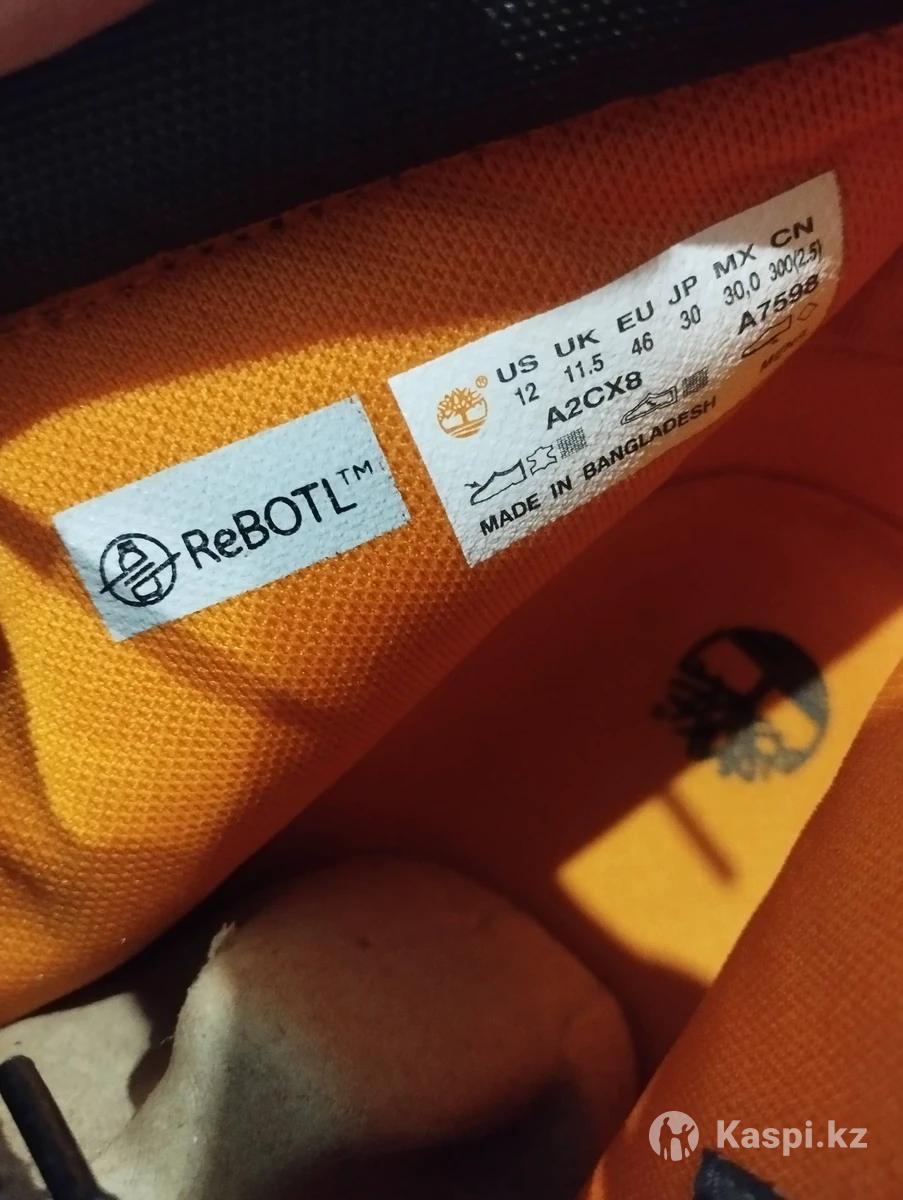 US UK EU JP MX CN
12 11.5 46 30 30,0 300(2.5)
A2CX8 A7598
MEN'S
MADE IN BANGLADESH
ReBOTL™
Kaspi.kz